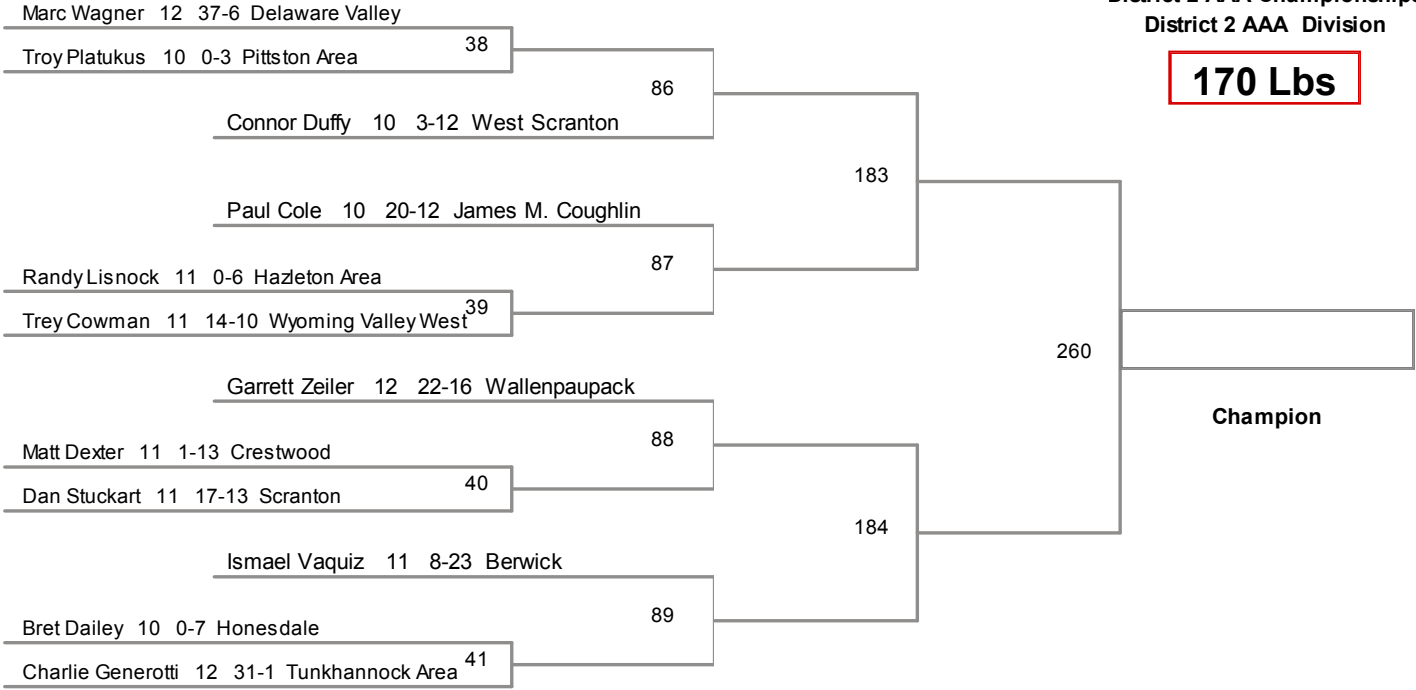 District 2 AAA Championships
District 2 AAA Division
170 Lbs
Marc Wagner 12 37-6 Delaware Valley
38
Troy Platukus 10 0-3 Pittston Area
86
Connor Duffy 10 3-12 West Scranton
183
Paul Cole 10 20-12 James M. Coughlin
87
Randy Lisnock 11 0-6 Hazleton Area
39
Trey Cowman 11 14-10 Wyoming Valley West
260
Garrett Zeiler 12 22-16 Wallenpaupack
Champion
88
Matt Dexter 11 1-13 Crestwood
40
Dan Stuckart 11 17-13 Scranton
184
Ismael Vaquiz 11 8-23 Berwick
89
Bret Dailey 10 0-7 Honesdale
41
Charlie Generotti 12 31-1 Tunkhannock Area